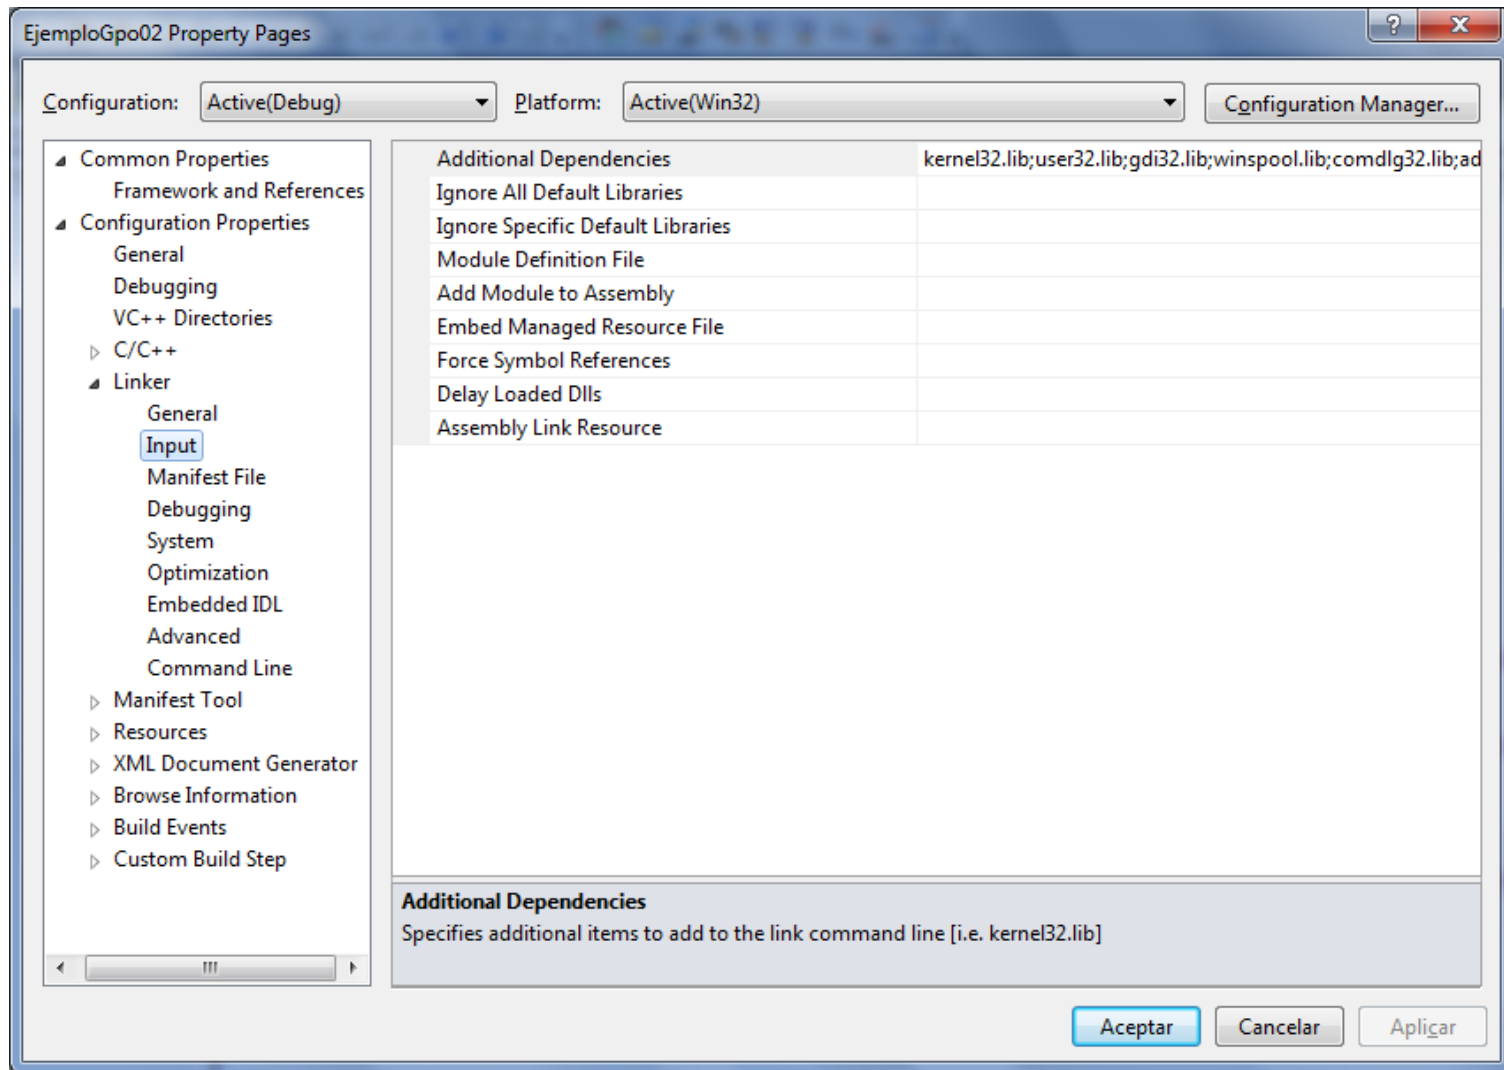 EjemploGpo02 Property Pages
Configuration: Active(Debug) Platform: Active(Win32) Configuration Manager...
Common Properties
Framework and References
Configuration Properties
General
Debugging
VC++ Directories
C/C++
Linker
General
Input
Manifest File
Debugging
System
Optimization
Embedded IDL
Advanced
Command Line
Manifest Tool
Resources
XML Document Generator
Browse Information
Build Events
Custom Build Step
Additional Dependencies kernel32.lib;user32.lib;gdi32.lib;winspool.lib;comdlg32.lib;ad
Ignore All Default Libraries
Ignore Specific Default Libraries
Module Definition File
Add Module to Assembly
Embed Managed Resource File
Force Symbol References
Delay Loaded Dlls
Assembly Link Resource
Additional Dependencies
Specifies additional items to add to the link command line [i.e. kernel32.lib]
Aceptar Cancelar Aplicar